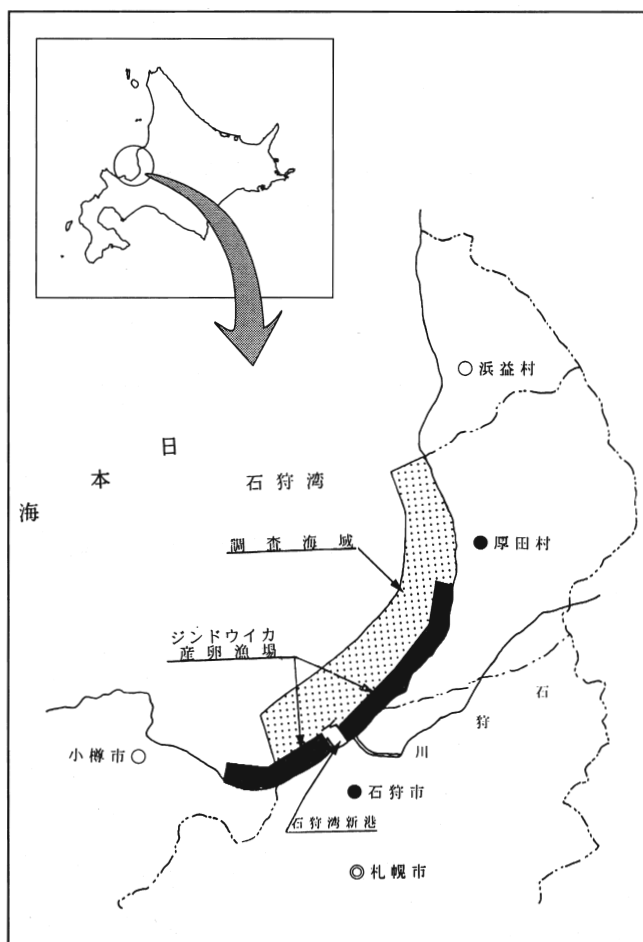 浜益村
日本海
石狩湾
調査海域
厚田村
ジンドウイカ
産卵漁場
石狩川
小樽市
石狩市
石狩湾新港
札幌市